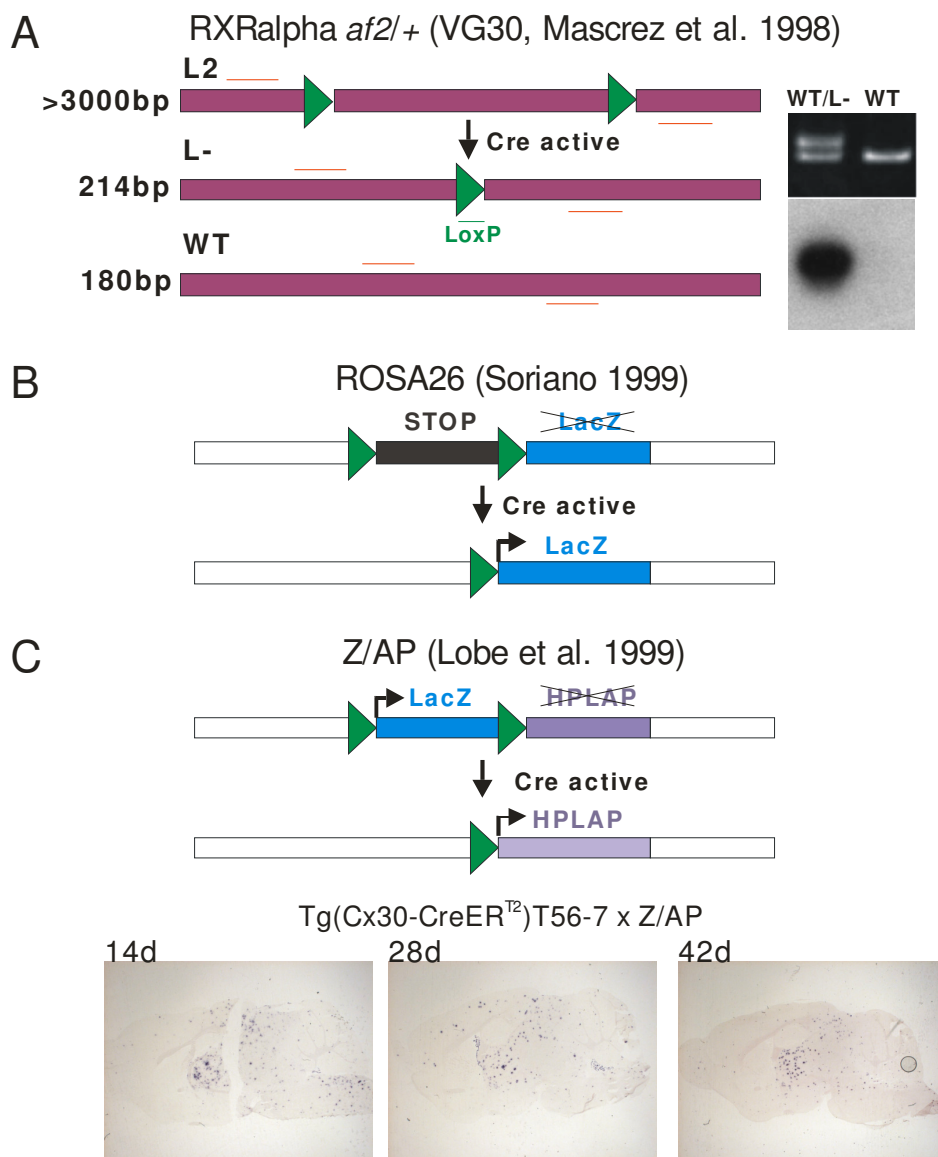 A
RXRalpha af2/+ (VG30, Mascrez et al. 1998)
L2
>3000bp
Cre active
L-
214bp
LoxP
WT
180bp
WT/L- WT
B
ROSA26 (Soriano 1999)
STOP LacZ
Cre active
LacZ
C
Z/AP (Lobe et al. 1999)
LacZ HPLAP
Cre active
HPLAP
Tg(Cx30-CreER^T2)T56-7 x Z/AP
14d 28d 42d